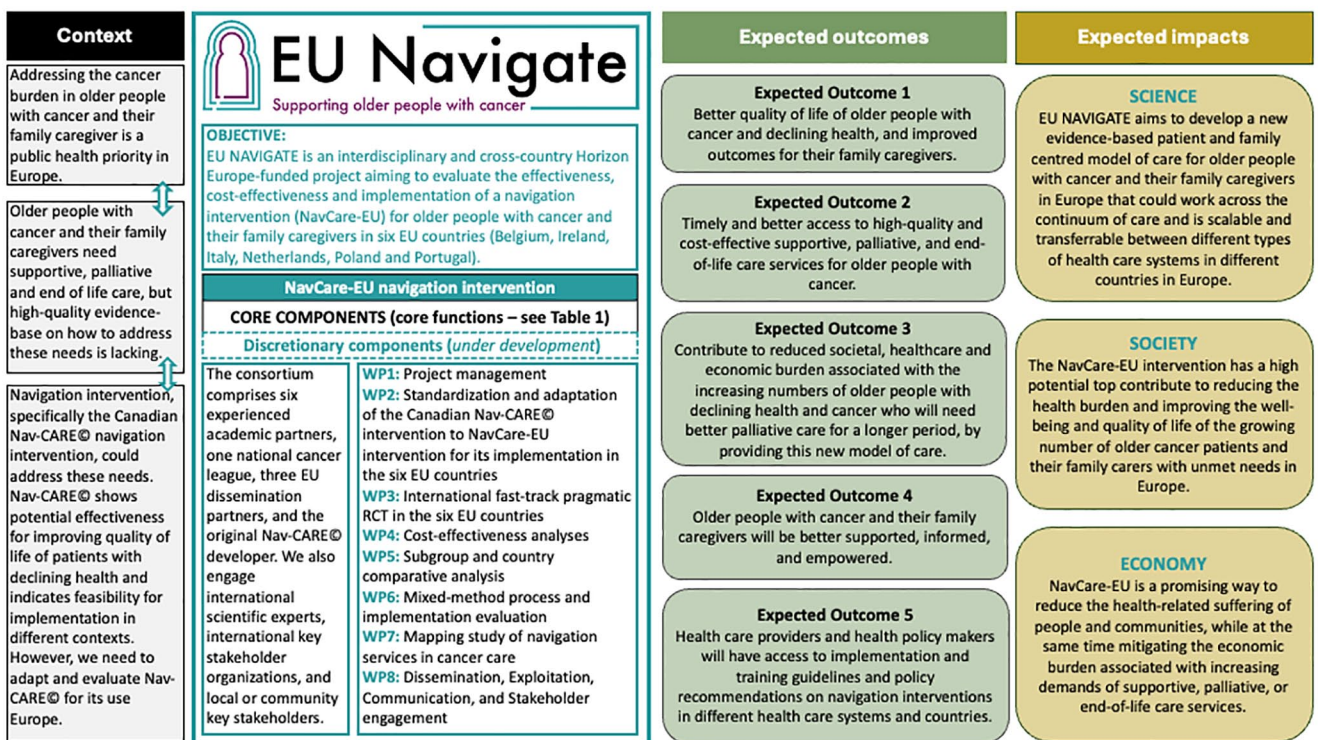 Context
Addressing the cancer
burden in older people
with cancer and their
family caregiver is a
public health priority in
Europe.
Older people with
cancer and their family
caregivers need
supportive, palliative
and end of life care, but
high-quality evidence-
base on how to address
these needs is lacking.
Navigation intervention,
specifically the Canadian
Nav-CARE© navigation
intervention, could
address these needs.
Nav-CARE© shows
potential effectiveness
for improving quality of
life of patients with
declining health and
indicates feasibility for
implementation in
different contexts.
However, we need to
adapt and evaluate Nav-
CARE© for its use
Europe.
EU Navigate
Supporting older people with cancer
OBJECTIVE:
EU NAVIGATE is an interdisciplinary and cross-country Horizon
Europe-funded project aiming to evaluate the effectiveness,
cost-effectiveness and implementation of a navigation
intervention (NavCare-EU) for older people with cancer and
their family caregivers in six EU countries (Belgium, Ireland,
Italy, Netherlands, Poland and Portugal).
NavCare-EU navigation intervention
CORE COMPONENTS (core functions – see Table 1)
Discretionary components (under development)
The consortium
comprises six
experienced
academic partners,
one national cancer
league, three EU
dissemination
partners, and the
original Nav-CARE©
developer. We also
engage
international
scientific experts,
international key
stakeholder
organizations, and
local or community
key stakeholders.
WP1: Project management
WP2: Standardization and adaptation
of the Canadian Nav-CARE©
intervention to NavCare-EU
intervention for its implementation in
the six EU countries
WP3: International fast-track pragmatic
RCT in the six EU countries
WP4: Cost-effectiveness analyses
WP5: Subgroup and country
comparative analysis
WP6: Mixed-method process and
implementation evaluation
WP7: Mapping study of navigation
services in cancer care
WP8: Dissemination, Exploitation,
Communication, and Stakeholder
engagement
Expected outcomes
Expected Outcome 1
Better quality of life of older people with
cancer and declining health, and improved
outcomes for their family caregivers.
Expected Outcome 2
Timely and better access to high-quality and
cost-effective supportive, palliative, and end-
of-life care services for older people with
cancer.
Expected Outcome 3
Contribute to reduced societal, healthcare and
economic burden associated with the
increasing numbers of older people with
declining health and cancer who will need
better palliative care for a longer period, by
providing this new model of care.
Expected Outcome 4
Older people with cancer and their family
caregivers will be better supported, informed,
and empowered.
Expected Outcome 5
Health care providers and health policy makers
will have access to implementation and
training guidelines and policy
recommendations on navigation interventions
in different health care systems and countries.
Expected impacts
SCIENCE
EU NAVIGATE aims to develop a new
evidence-based patient and family
centred model of care for older people
with cancer and their family caregivers
in Europe that could work across the
continuum of care and is scalable and
transferrable between different types
of health care systems in different
countries in Europe.
SOCIETY
The NavCare-EU intervention has a high
potential top contribute to reducing the
health burden and improving the well-
being and quality of life of the growing
number of older cancer patients and
their family carers with unmet needs in
Europe.
ECONOMY
NavCare-EU is a promising way to
reduce the health-related suffering of
people and communities, while at the
same time mitigating the economic
burden associated with increasing
demands of supportive, palliative, or
end-of-life care services.